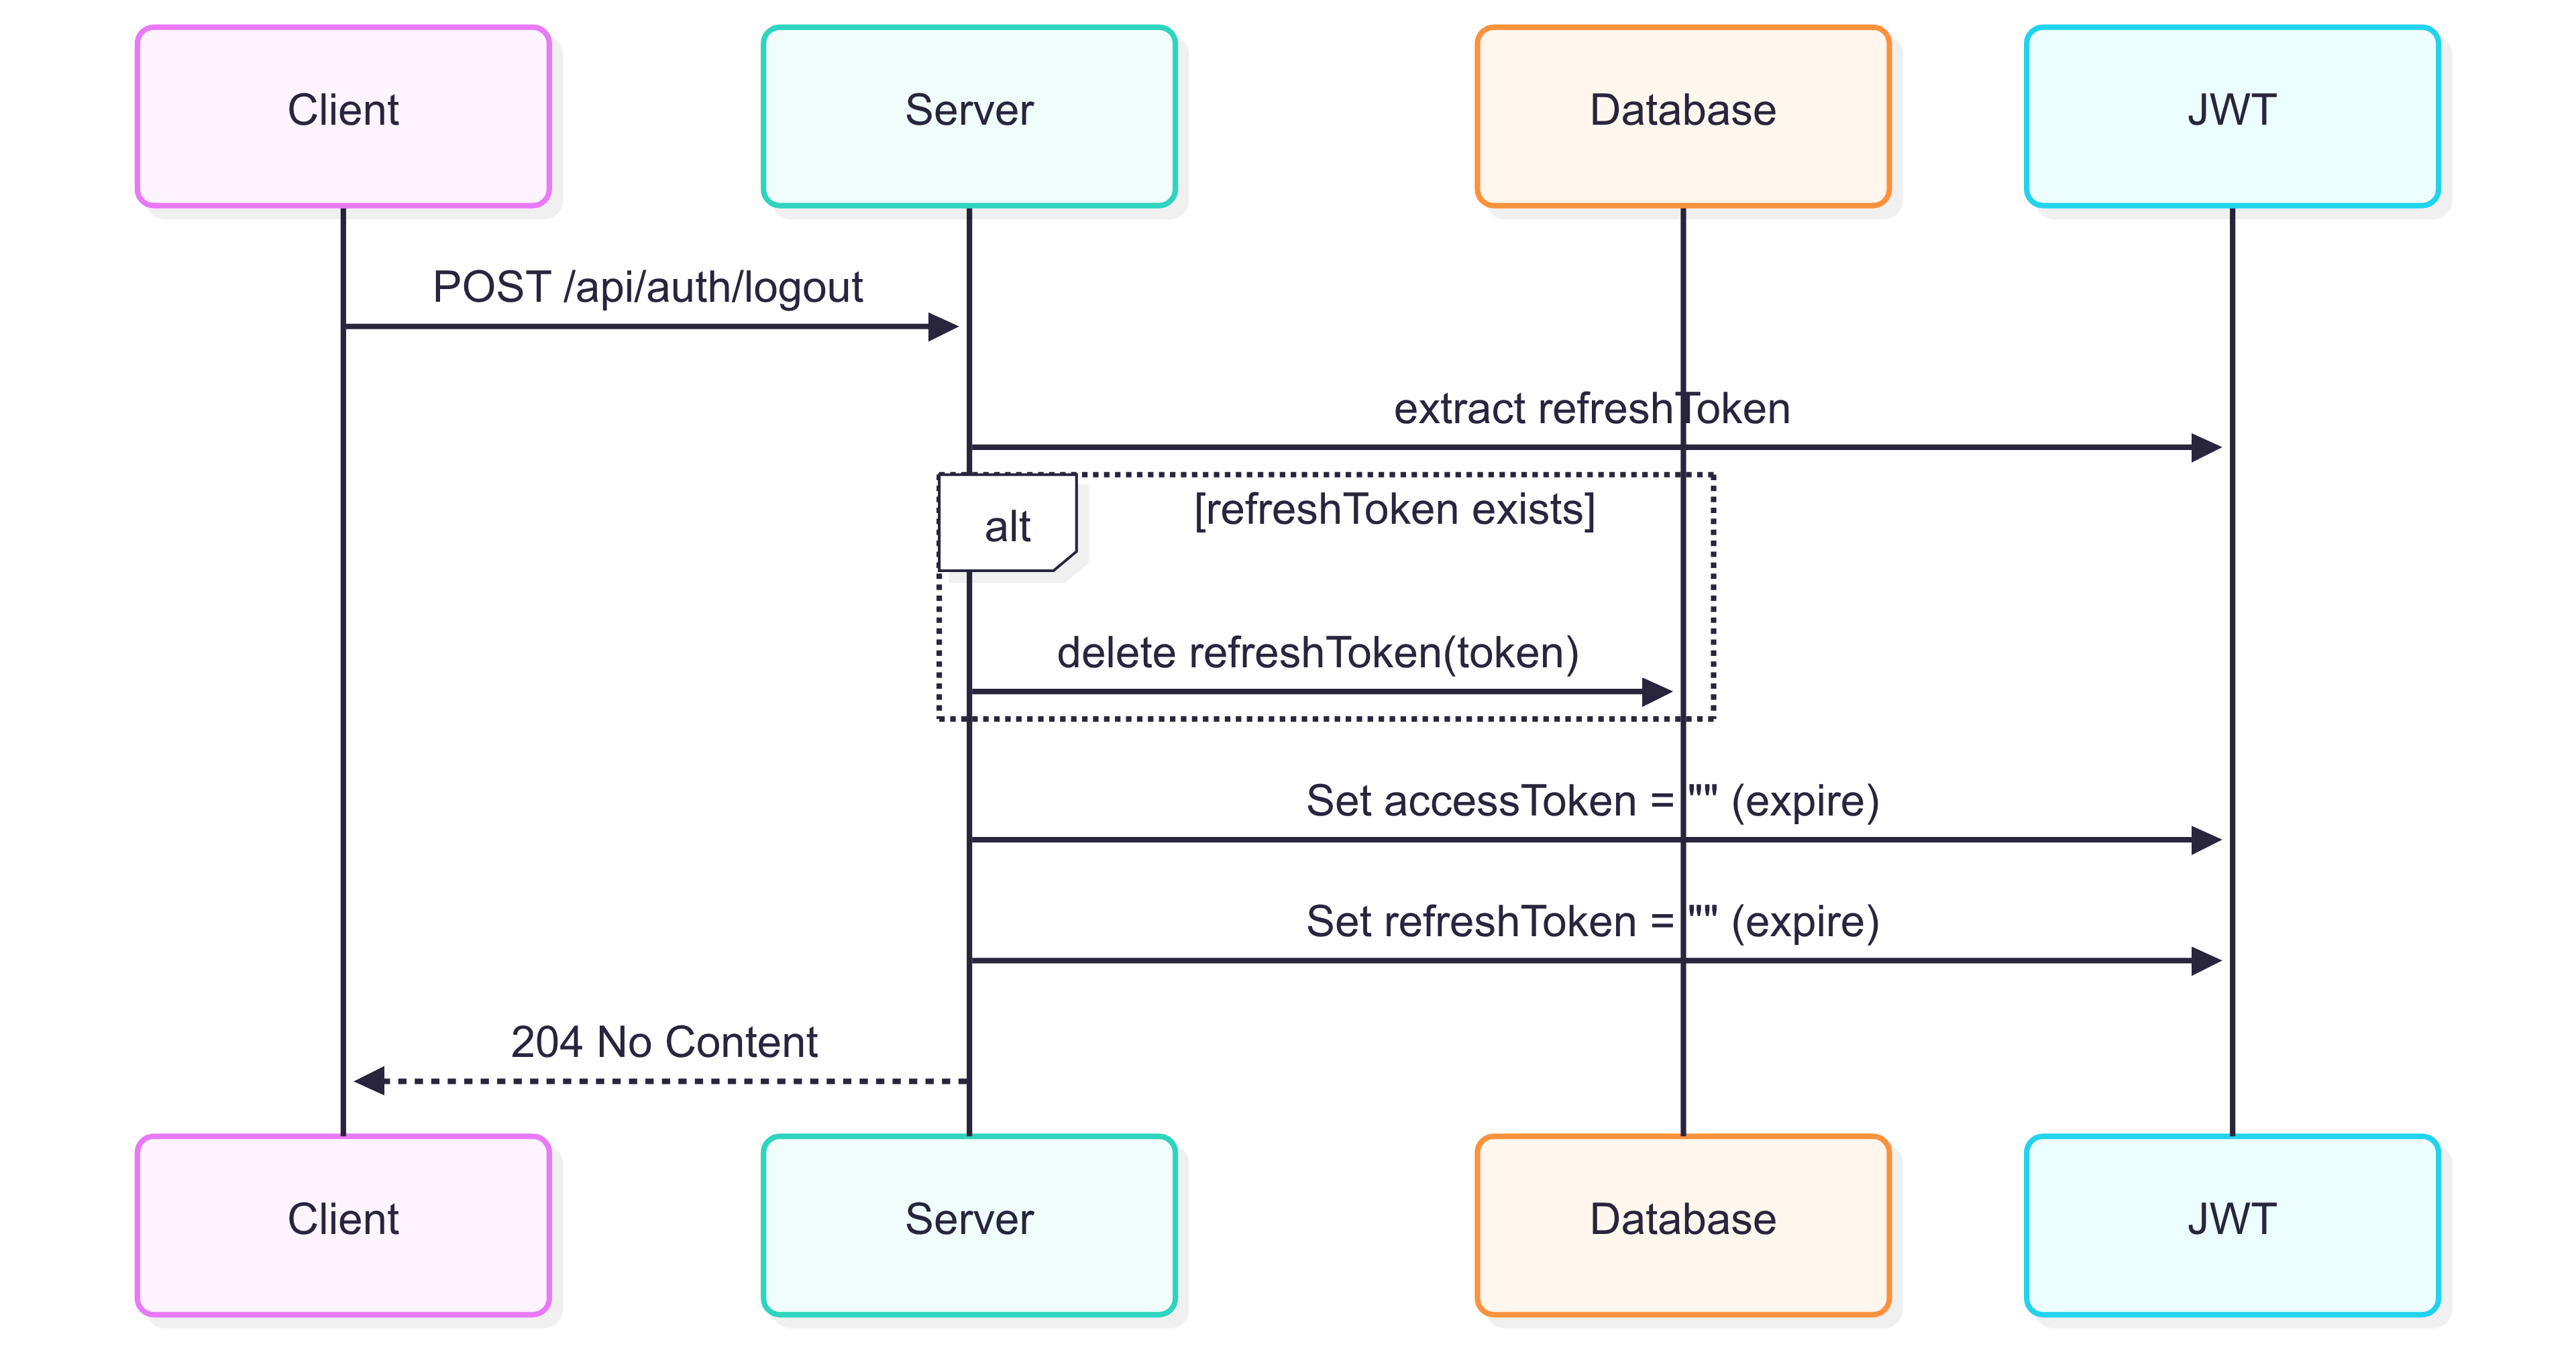 Client
Server
Database
JWT
POST /api/auth/logout
extract refreshToken
alt
[refreshToken exists]
delete refreshToken(token)
Set accessToken = "" (expire)
Set refreshToken = "" (expire)
204 No Content
Client
Server
Database
JWT